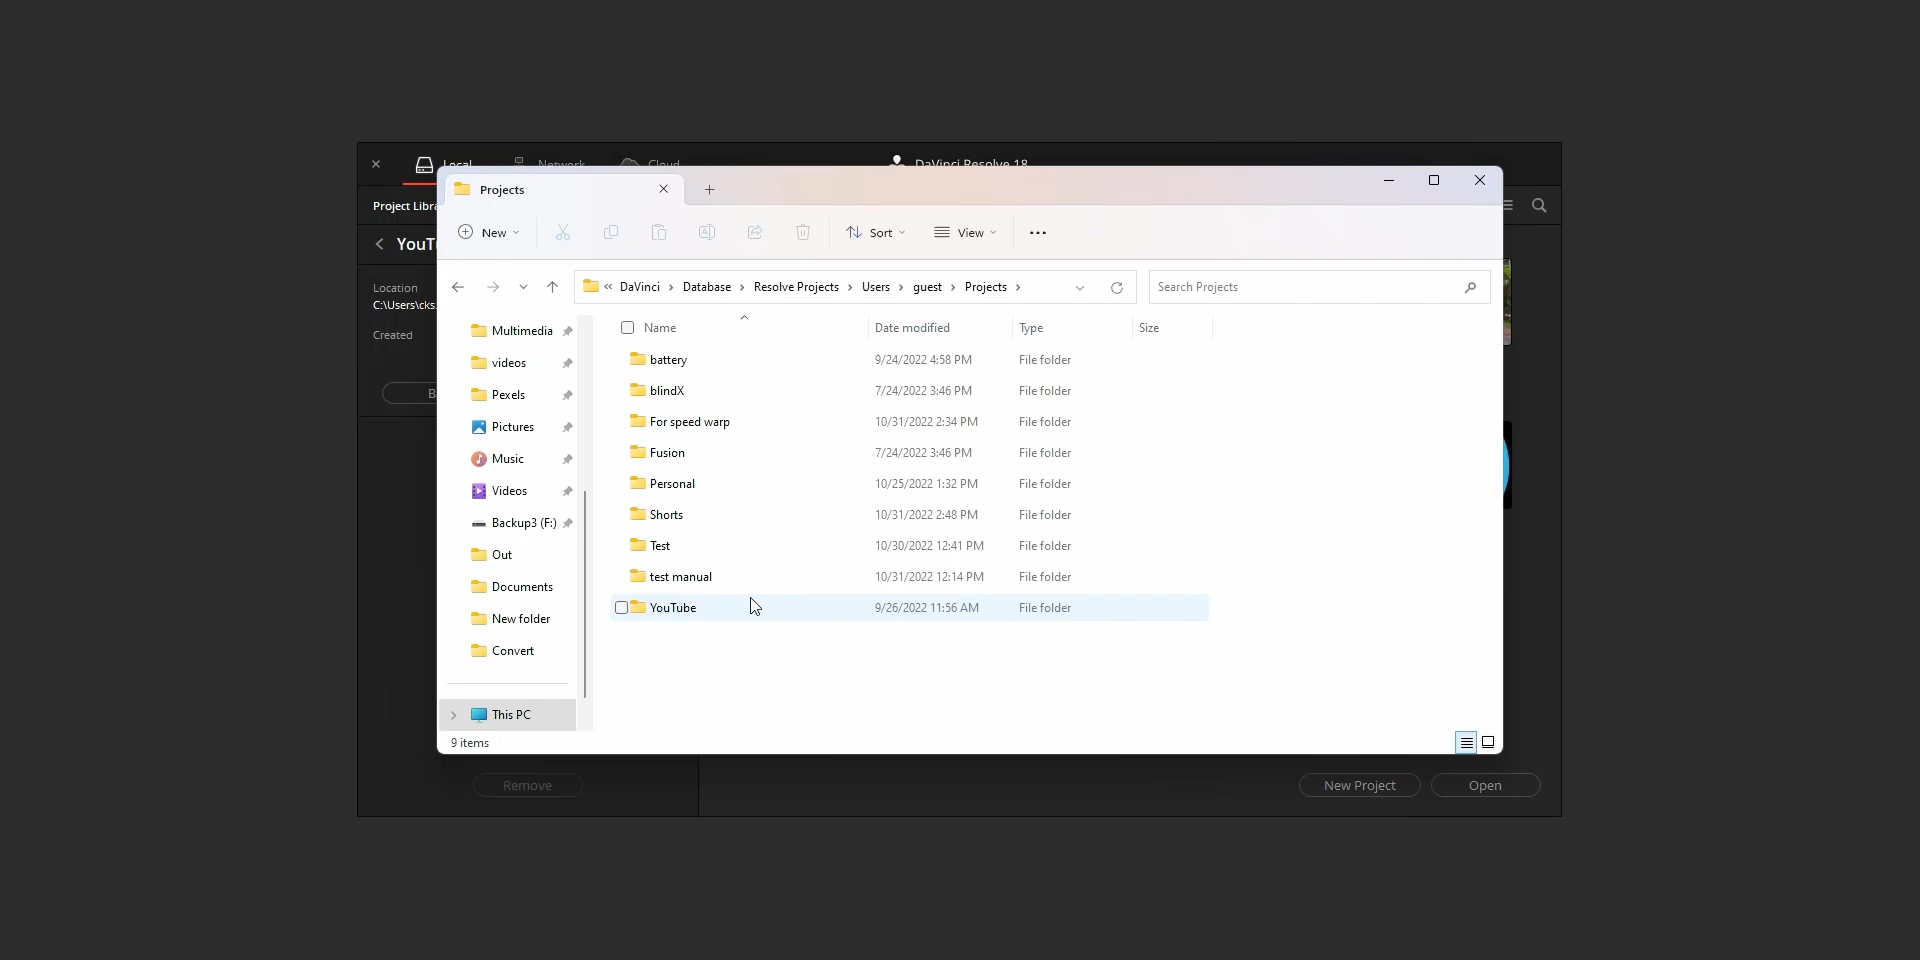 Local Network Cloud DaVinci Resolve 18
Projects
Project Libra
New Sort View
YouT
DaVinci Database Resolve Projects Users guest Projects
Search Projects
Location
C:\Users\cks.
Created
B
Multimedia
videos
Pexels
Pictures
Music
Videos
Backup3 (F:)
Out
Documents
New folder
Convert
This PC
Name Date modified Type Size
battery 9/24/2022 4:58 PM File folder
blindX 7/24/2022 3:46 PM File folder
For speed warp 10/31/2022 2:34 PM File folder
Fusion 7/24/2022 3:46 PM File folder
Personal 10/25/2022 1:32 PM File folder
Shorts 10/31/2022 2:48 PM File folder
Test 10/30/2022 12:41 PM File folder
test manual 10/31/2022 12:14 PM File folder
YouTube 9/26/2022 11:56 AM File folder
9 items
Remove New Project Open